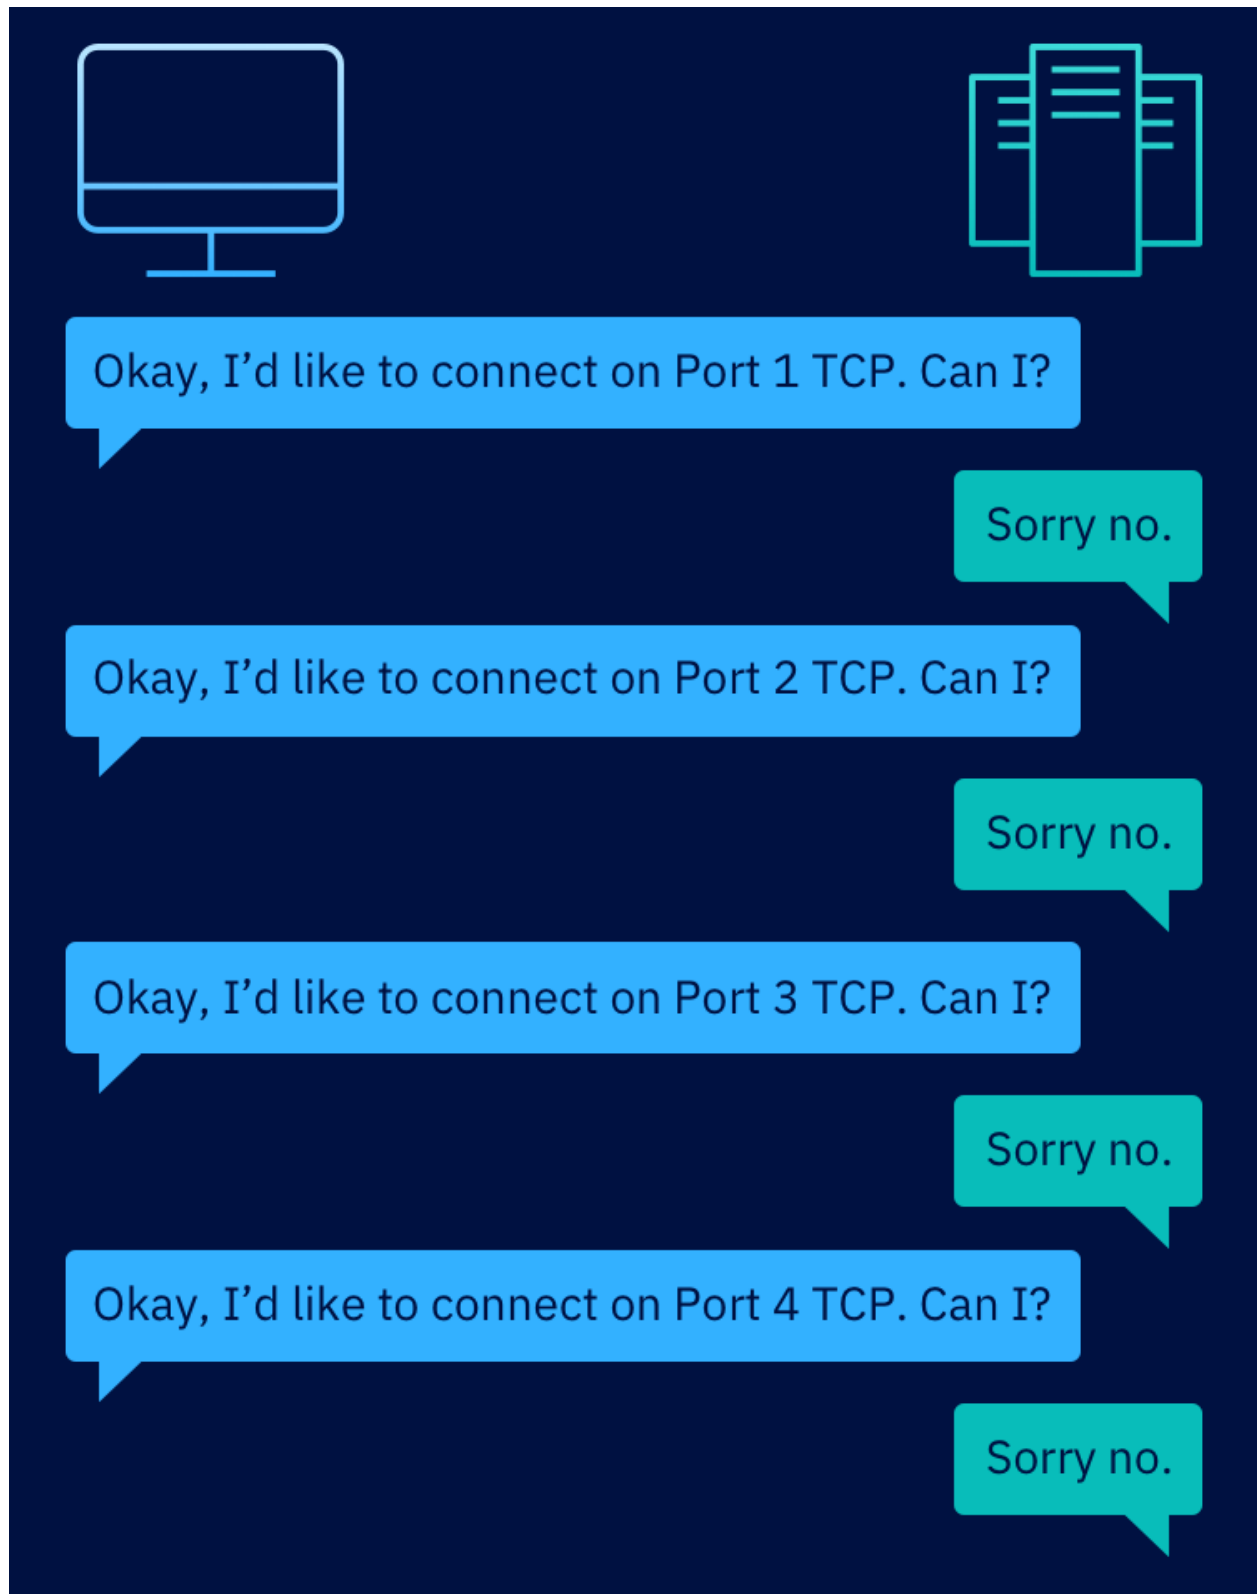 Okay, I’d like to connect on Port 1 TCP. Can I?
Sorry no.
Okay, I’d like to connect on Port 2 TCP. Can I?
Sorry no.
Okay, I’d like to connect on Port 3 TCP. Can I?
Sorry no.
Okay, I’d like to connect on Port 4 TCP. Can I?
Sorry no.